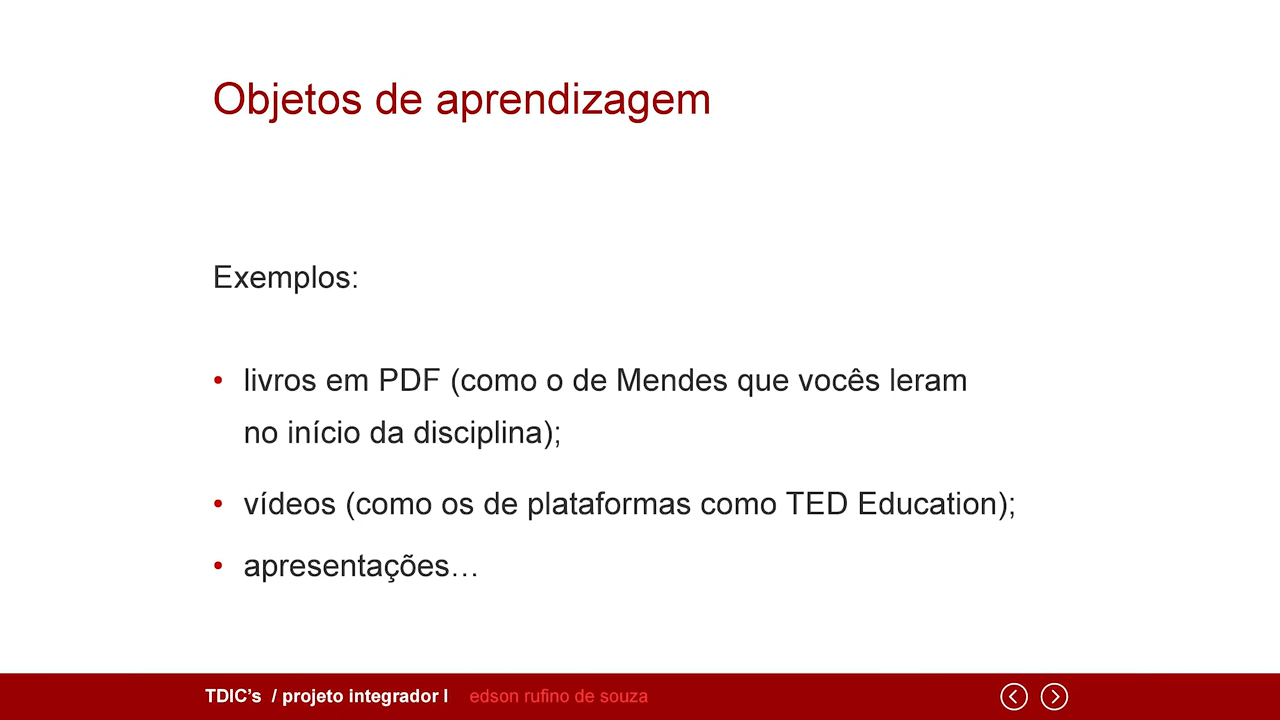 Objetos de aprendizagem
Exemplos:
• livros em PDF (como o de Mendes que vocês leram
no início da disciplina);
• vídeos (como os de plataformas como TED Education);
• apresentações…
TDIC’s / projeto integrador I edson rufino de souza